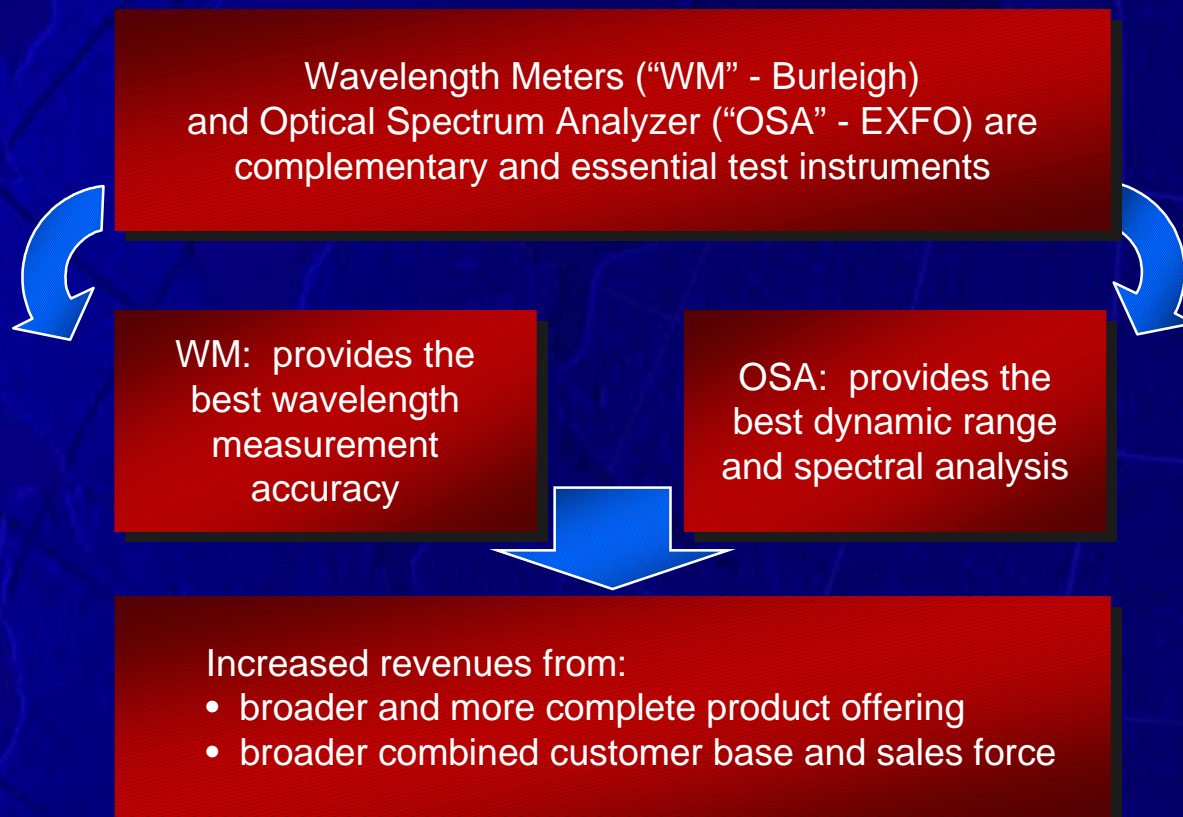 Wavelength Meters (“WM” - Burleigh)
and Optical Spectrum Analyzer (“OSA” - EXFO) are
complementary and essential test instruments
WM:  provides the
best wavelength
measurement
accuracy
OSA:  provides the
best dynamic range
and spectral analysis
Increased revenues from:
• broader and more complete product offering
• broader combined customer base and sales force